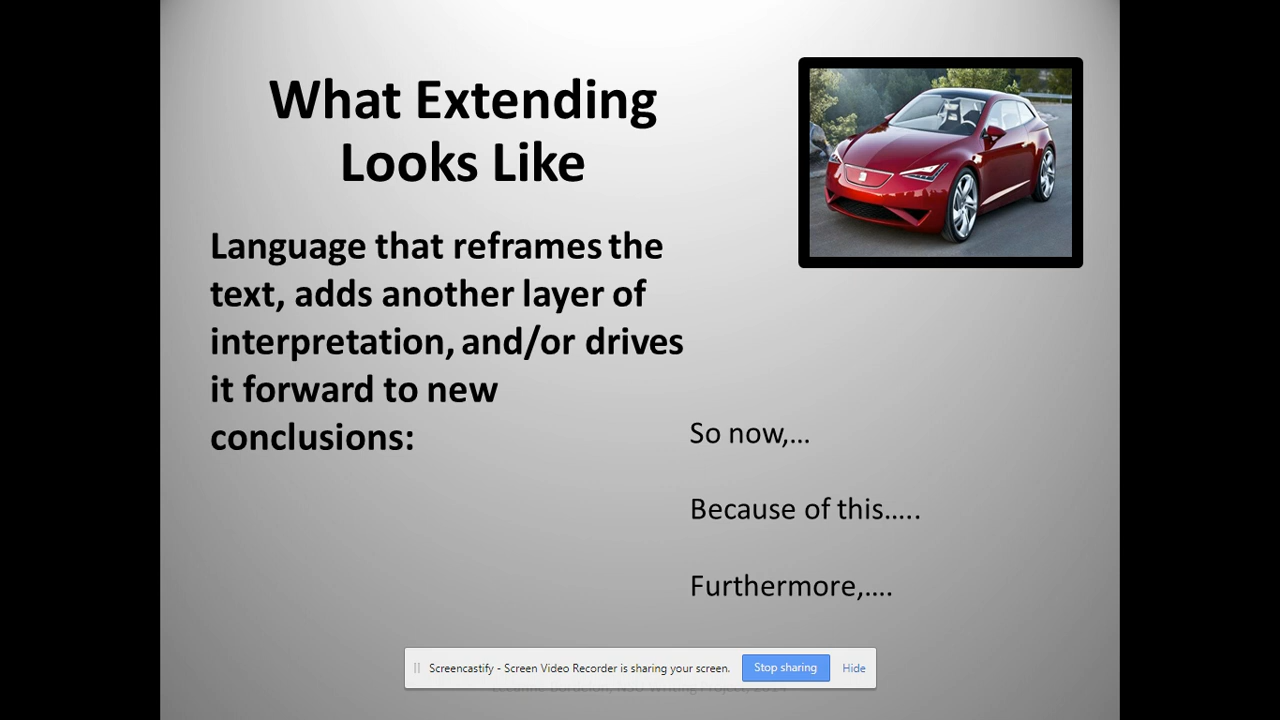 What Extending
Looks Like
Language that reframes the
text, adds another layer of
interpretation, and/or drives
it forward to new
conclusions:
So now,...
Because of this.....
Furthermore,....
Screencastify - Screen Video Recorder is sharing your screen.
Stop sharing
Hide